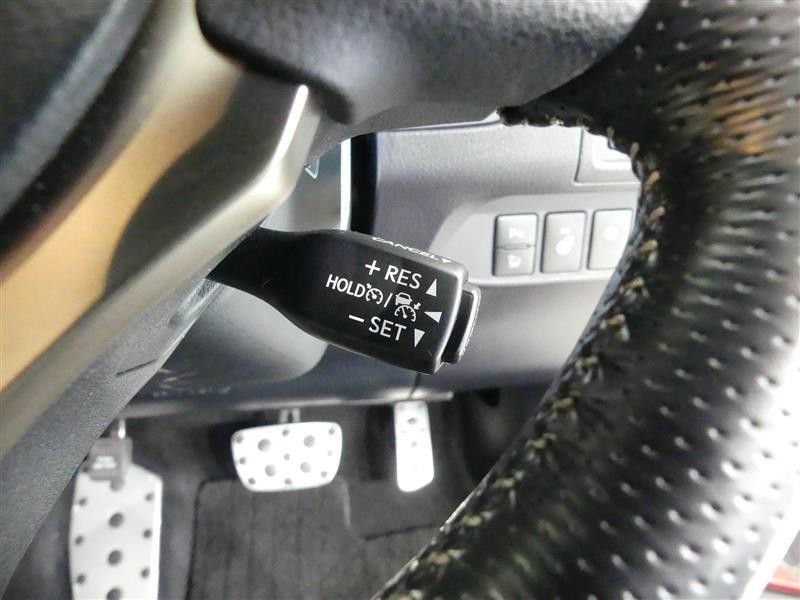 CANCEL
+ RES
HOLD /
− SET